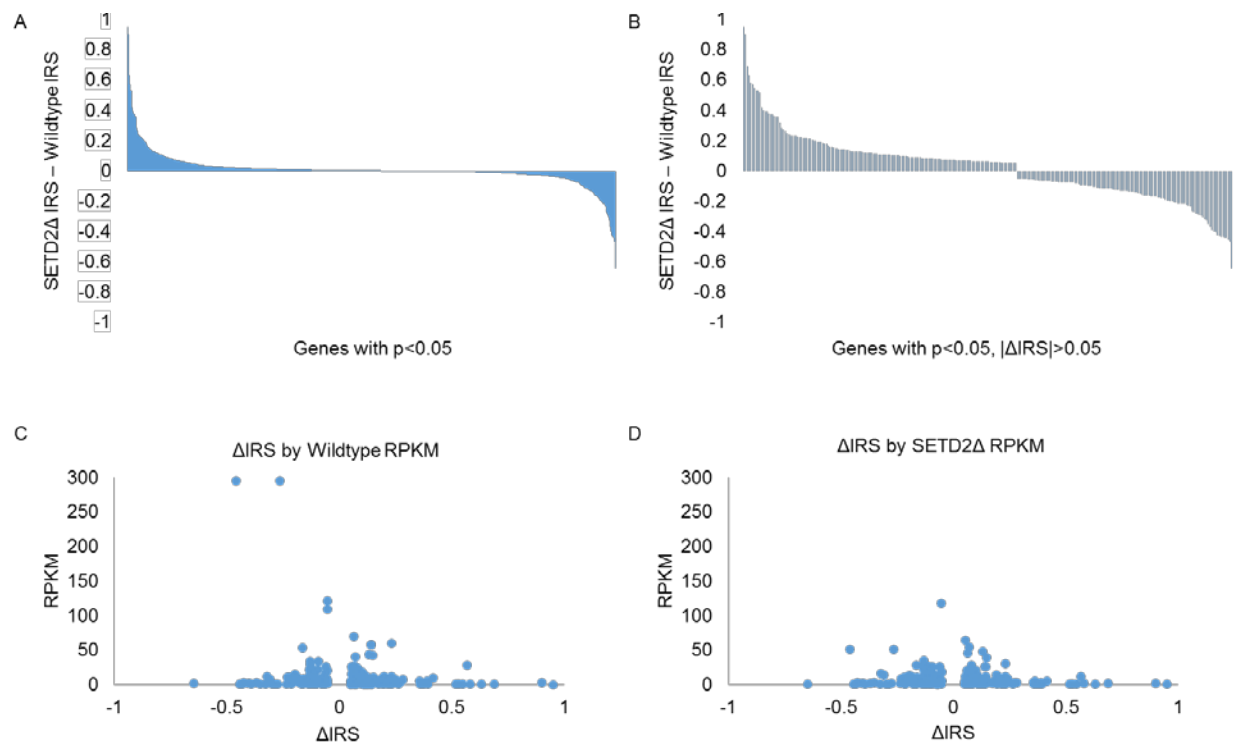 A
SETD2Δ IRS – Wildtype IRS
1
0.8
0.6
0.4
0.2
0
-0.2
-0.4
-0.6
-0.8
-1
Genes with p<0.05
B
SETD2Δ IRS – Wildtype IRS
1
0.8
0.6
0.4
0.2
0
-0.2
-0.4
-0.6
-0.8
-1
Genes with p<0.05, |ΔIRS|>0.05
C
ΔIRS by Wildtype RPKM
RPKM
300
250
200
150
100
50
0
-1 -0.5 0 0.5 1
ΔIRS
D
ΔIRS by SETD2Δ RPKM
RPKM
300
250
200
150
100
50
0
-1 -0.5 0 0.5 1
ΔIRS